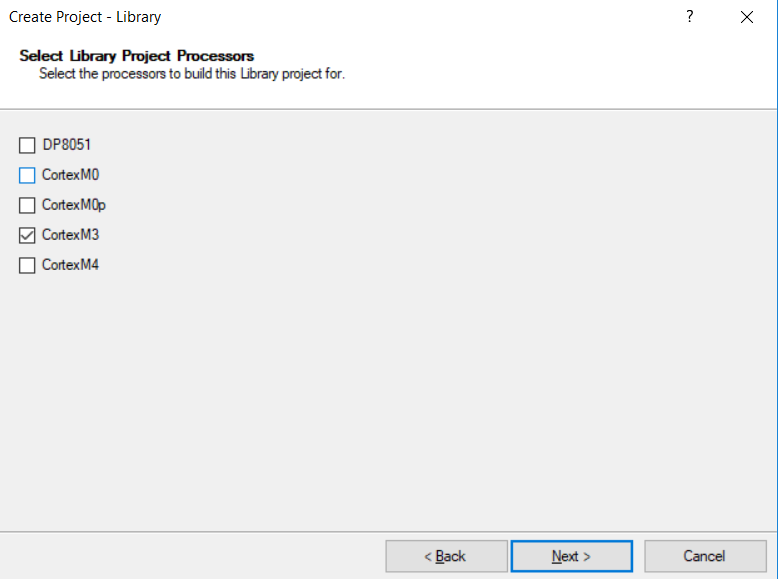 Create Project - Library
?
Select Library Project Processors
Select the processors to build this Library project for.
DP8051
CortexM0
CortexM0p
CortexM3
CortexM4
< Back
Next >
Cancel